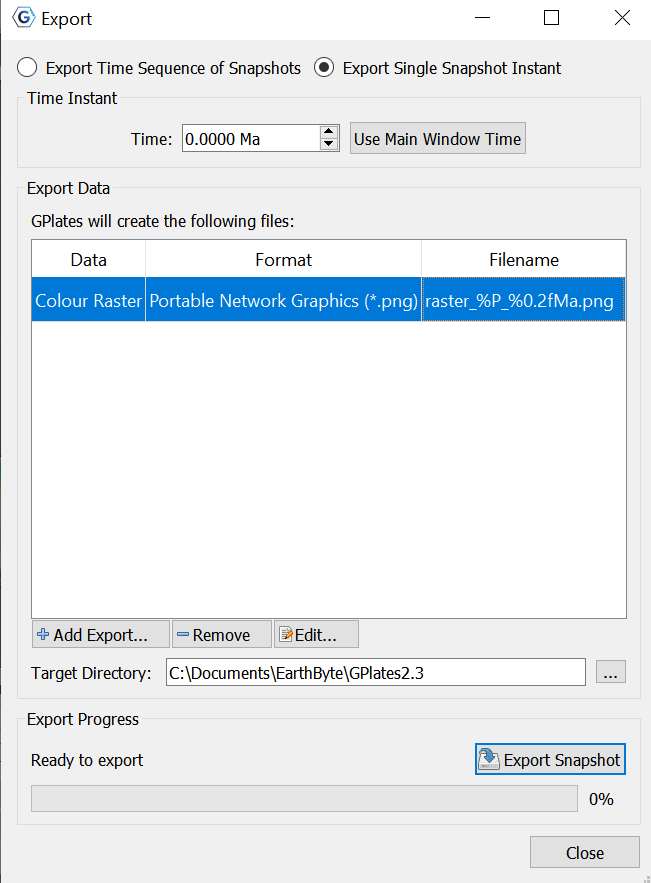 Export
Export Time Sequence of Snapshots Export Single Snapshot Instant
Time Instant
Time: 0.0000 Ma Use Main Window Time
Export Data
GPlates will create the following files:
Data Format Filename
Colour Raster Portable Network Graphics (*.png) raster_%P_%0.2fMa.png
Add Export... Remove Edit...
Target Directory: C:\Documents\EarthByte\GPlates2.3 ...
Export Progress
Ready to export Export Snapshot
0%
Close